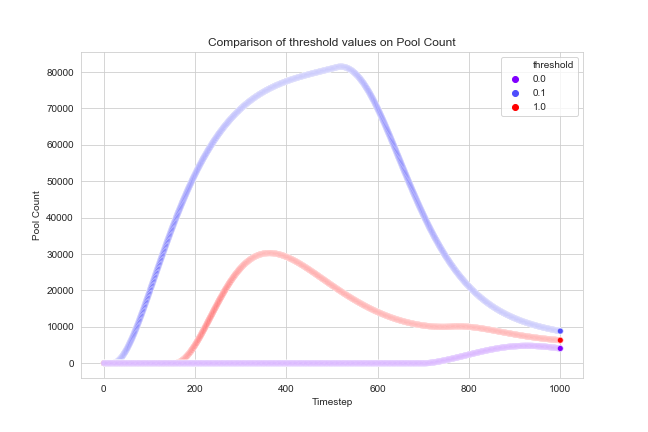 Comparison of threshold values on Pool Count
threshold
0.0
0.1
1.0
80000
70000
60000
50000
40000
30000
20000
10000
0
Pool Count
0 200 400 600 800 1000
Timestep